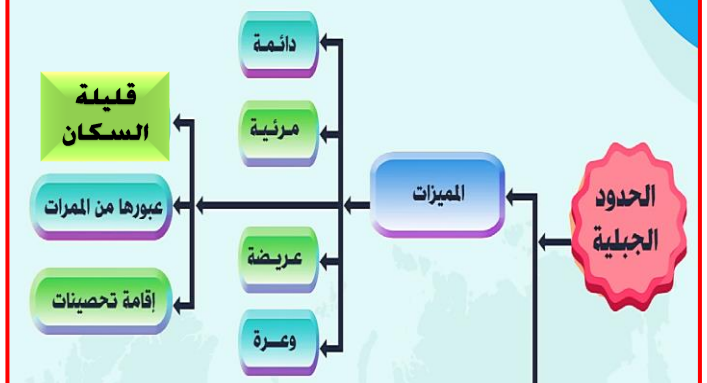 الحدود
الجبلية
المميزات
دائمة
مرئية
عريضة
وعرة
قليلة
السكان
عبورها من الممرات
إقامة تحصينات